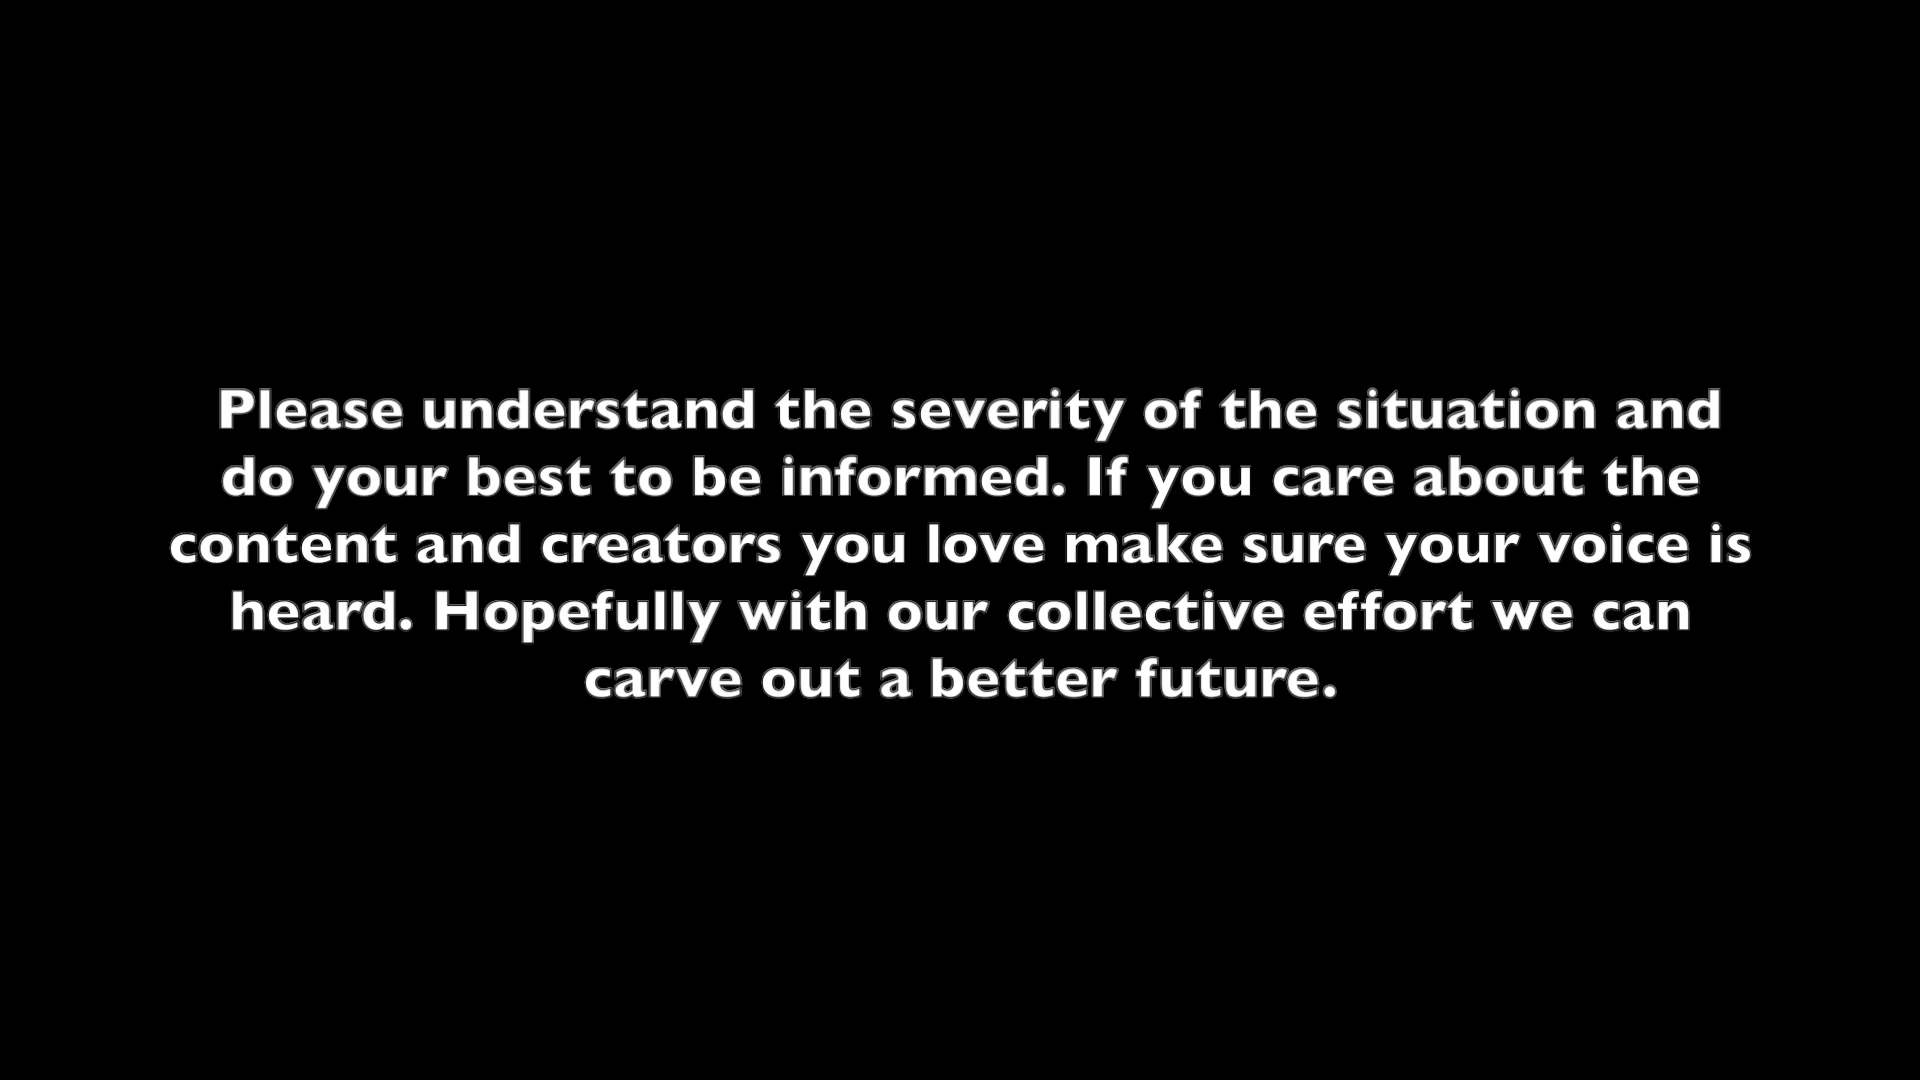 Please understand the severity of the situation and
do your best to be informed. If you care about the
content and creators you love make sure your voice is
heard. Hopefully with our collective effort we can
carve out a better future.